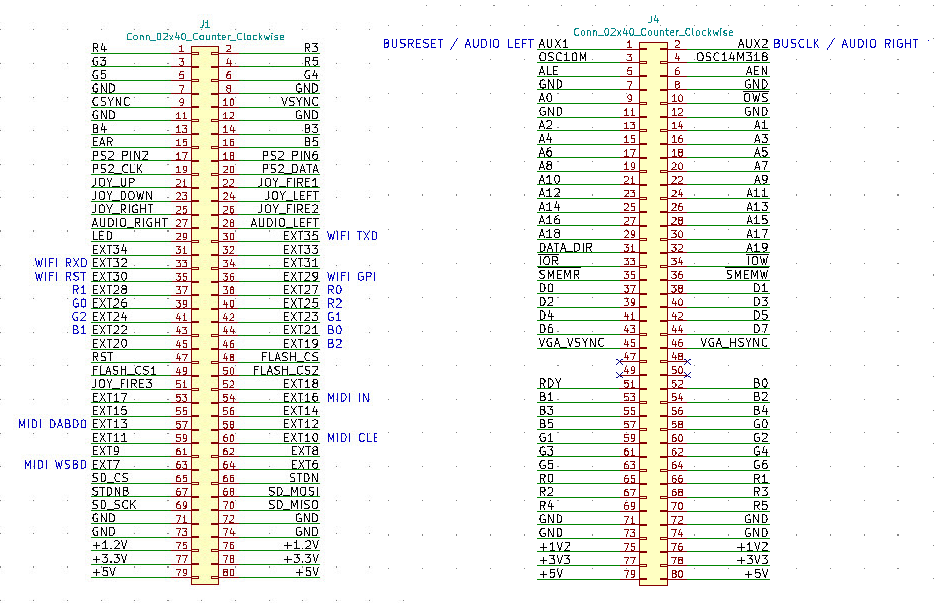 J1
Conn_02x40_Counter_Clockwise
R4 1 2 R3
G3 3 4 R5
G5 5 6 G4
GND 7 8 GND
CSYNC 9 10 VSYNC
GND 11 12 GND
B4 13 14 B3
EAR 15 16 B5
PS2_PIN2 17 18 PS2_PIN6
PS2_CLK 19 20 PS2_DATA
JOY_UP 21 22 JOY_FIRE1
JOY_DOWN 23 24 JOY_LEFT
JOY_RIGHT 25 26 JOY_FIRE2
AUDIO_RIGHT 27 28 AUDIO_LEFT
LED 29 30 EXT35 WIFI TXD
EXT34 31 32 EXT33
WIFI RXD EXT32 33 34 EXT31
WIFI RST EXT30 35 36 EXT29 WIFI GPI
R1 EXT28 37 38 EXT27 R0
G0 EXT26 39 40 EXT25 R2
G2 EXT24 41 42 EXT23 G1
B1 EXT22 43 44 EXT21 B0
EXT20 45 46 EXT19 B2
RST 47 48 FLASH_CS
FLASH_CS1 49 50 FLASH_CS2
JOY_FIRE3 51 52 EXT18
EXT17 53 54 EXT16 MIDI IN
EXT15 55 56 EXT14
MIDI DABD0 EXT13 57 58 EXT12
EXT11 59 60 EXT10 MIDI CLE
EXT9 61 62 EXT8
MIDI WSBD EXT7 63 64 EXT6
SD_CS 65 66 STDN
STDNB 67 68 SD_MOSI
SD_SCK 69 70 SD_MISO
GND 71 72 GND
GND 73 74 GND
+1.2V 75 76 +1.2V
+3.3V 77 78 +3.3V
+5V 79 80 +5V
J4
Conn_02x40_Counter_Clockwise
BUSRESET / AUDIO LEFT AUX1 1 2 AUX2 BUSCLK / AUDIO RIGHT
OSC10M 3 4 OSC14M318
ALE 5 6 AEN
GND 7 8 GND
A0 9 10 0WS
GND 11 12 GND
A2 13 14 A1
A4 15 16 A3
A6 17 18 A5
A8 19 20 A7
A10 21 22 A9
A12 23 24 A11
A14 25 26 A13
A16 27 28 A15
A18 29 30 A17
DATA_DIR 31 32 A19
IOR 33 34 IOW
SMEMR 35 36 SMEMW
D0 37 38 D1
D2 39 40 D3
D4 41 42 D5
D6 43 44 D7
VGA_VSYNC 45 46 VGA_HSYNC
47 48
49 50
RDY 51 52 B0
B1 53 54 B2
B3 55 56 B4
B5 57 58 G0
G1 59 60 G2
G3 61 62 G4
G5 63 64 G6
R0 65 66 R1
R2 67 68 R3
R4 69 70 R5
GND 71 72 GND
GND 73 74 GND
+1V2 75 76 +1V2
+3V3 77 78 +3V3
+5V 79 80 +5V